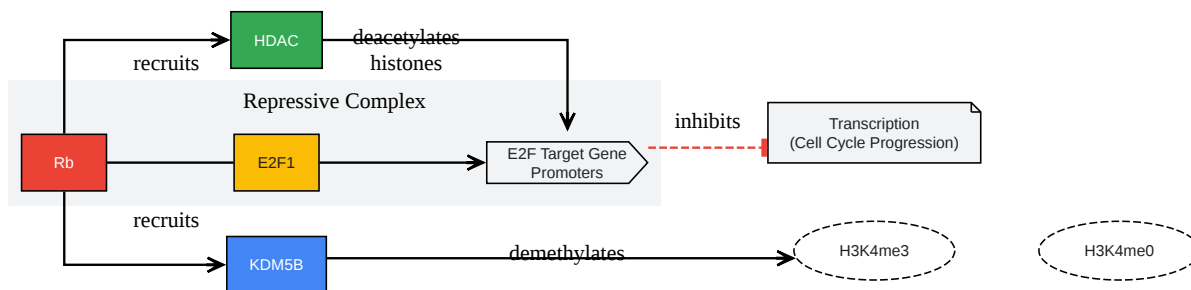 HDAC
deacetylates
histones
recruits
Repressive Complex
Rb
E2F1
E2F Target Gene
Promoters
inhibits
Transcription
(Cell Cycle Progression)
recruits
KDM5B
demethylates
H3K4me3
H3K4me0